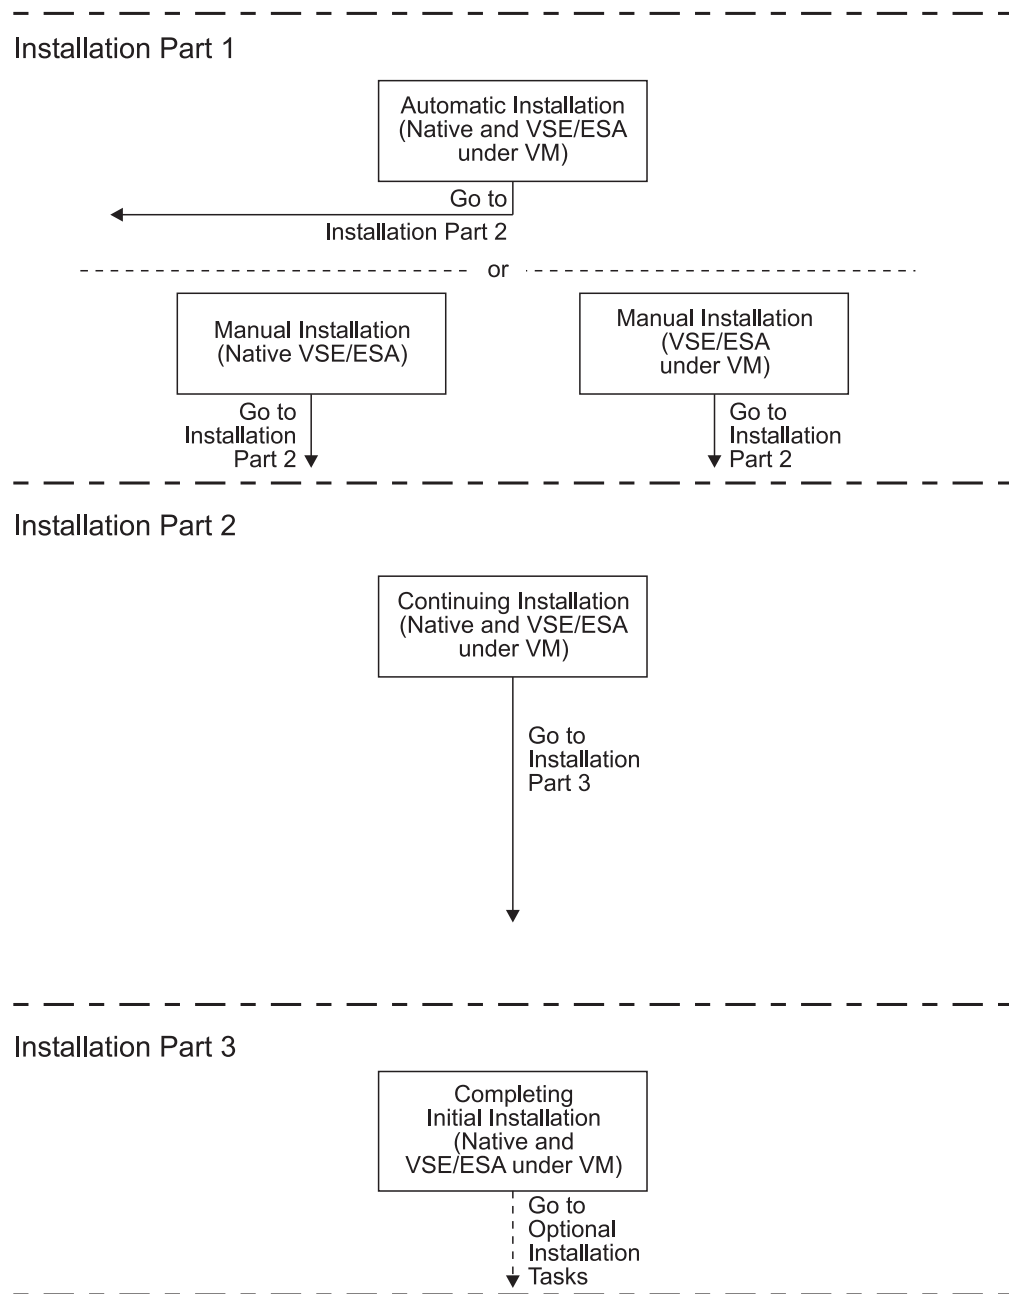 Installation Part 1
Automatic Installation
(Native and VSE/ESA
under VM)
Go to
Installation Part 2
or
Manual Installation
(Native VSE/ESA)
Go to
Installation
Part 2
Manual Installation
(VSE/ESA
under VM)
Go to
Installation
Part 2
Installation Part 2
Continuing Installation
(Native and VSE/ESA
under VM)
Go to
Installation
Part 3
Installation Part 3
Completing
Initial Installation
(Native and
VSE/ESA under VM)
Go to
Optional
Installation
Tasks